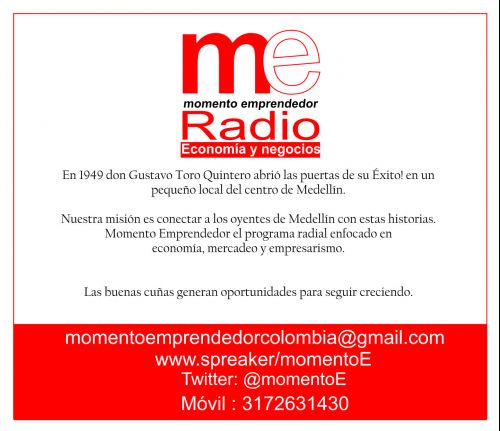 me
momento emprendedor
Radio
Economía y negocios
En 1949 don Gustavo Toro Quintero abrió las puertas de su Éxito! en un
pequeño local del centro de Medellín.
Nuestra misión es conectar a los oyentes de Medellín con estas historias.
Momento Emprendedor el programa radial enfocado en
economía, mercadeo y empresarismo.
Las buenas cuñas generan oportunidades para seguir creciendo.
momentoemprendedorcolombia@gmail.com
www.spreaker/momentoE
Twitter: @momentoE
Móvil : 3172631430